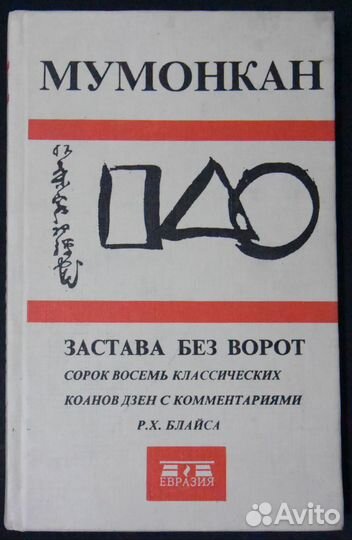 МУМОНКАН
ЗАСТАВА БЕЗ ВОРОТ
СОРОК ВОСЕМЬ КЛАССИЧЕСКИХ
КОАНОВ ДЗЕН С КОММЕНТАРИЯМИ
Р.Х. БЛАЙСА
ЕВРАЗИЯ
Avito